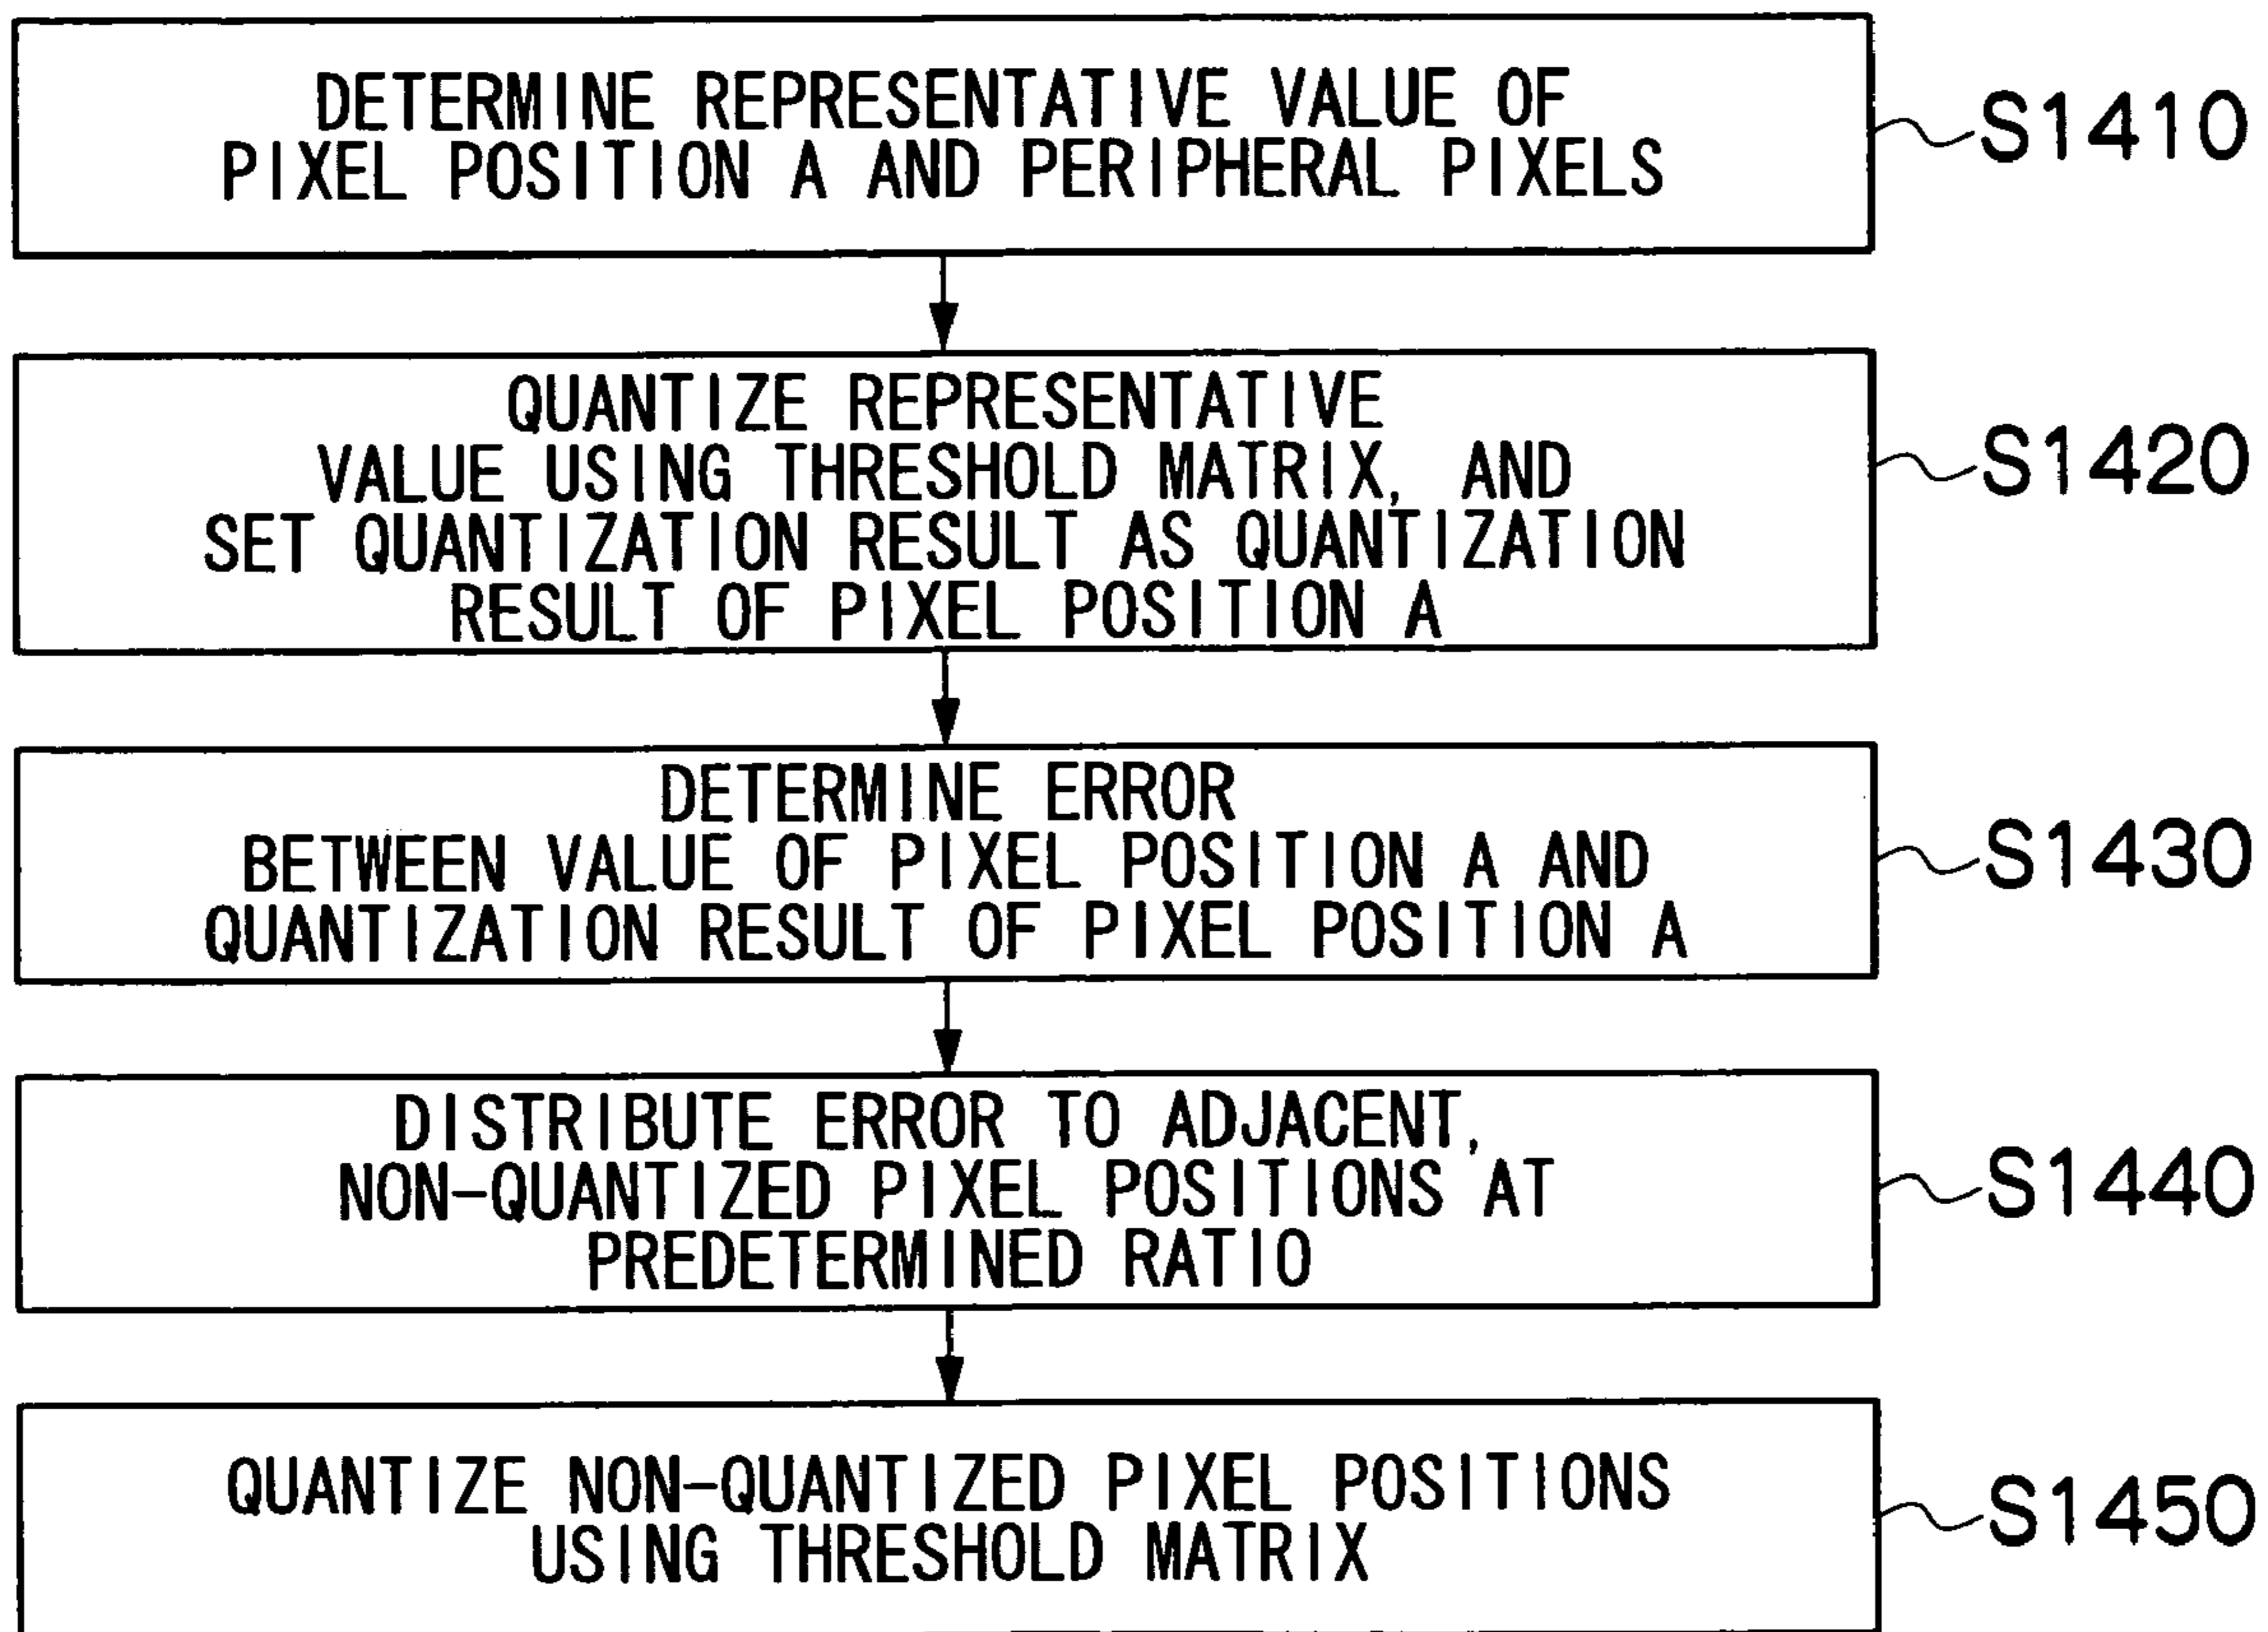 DETERMINE REPRESENTATIVE VALUE OF
PIXEL POSITION A AND PERIPHERAL PIXELS
S1410
QUANTIZE REPRESENTATIVE
VALUE USING THRESHOLD MATRIX, AND
SET QUANTIZATION RESULT AS QUANTIZATION
RESULT OF PIXEL POSITION A
S1420
DETERMINE ERROR
BETWEEN VALUE OF PIXEL POSITION A AND
QUANTIZATION RESULT OF PIXEL POSITION A
S1430
DISTRIBUTE ERROR TO ADJACENT,
NON-QUANTIZED PIXEL POSITIONS AT
PREDETERMINED RATIO
S1440
QUANTIZE NON-QUANTIZED PIXEL POSITIONS
USING THRESHOLD MATRIX
S1450